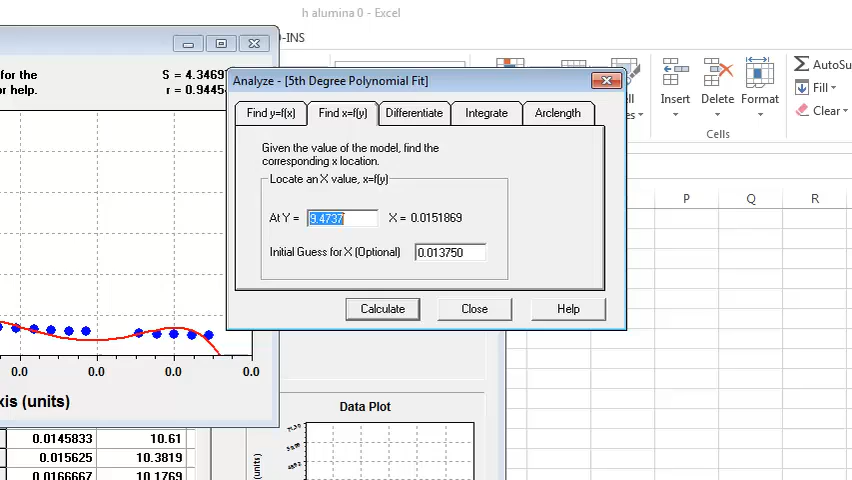 h alumina 0 - Excel
-INS
for the
S = 4.3469
or help.
r = 0.9445
Analyze - [5th Degree Polynomial Fit]
Find y=f(x)
Find x=f(y)
Differentiate
Integrate
Arclength
Given the value of the model, find the
corresponding x location.
Locate an X value, x=f(y)
At Y =
9.4737
X = 0.0151869
Initial Guess for X (Optional)
0.013750
Calculate
Close
Help
Insert
Delete
Format
AutoSu
Fill
Clear
Cells
P
Q
R
0.0
0.0
0.0
0.0
xis (units)
Data Plot
(units)
0.0145833
10.61
0.015625
10.3819
0.0166667
10.1769